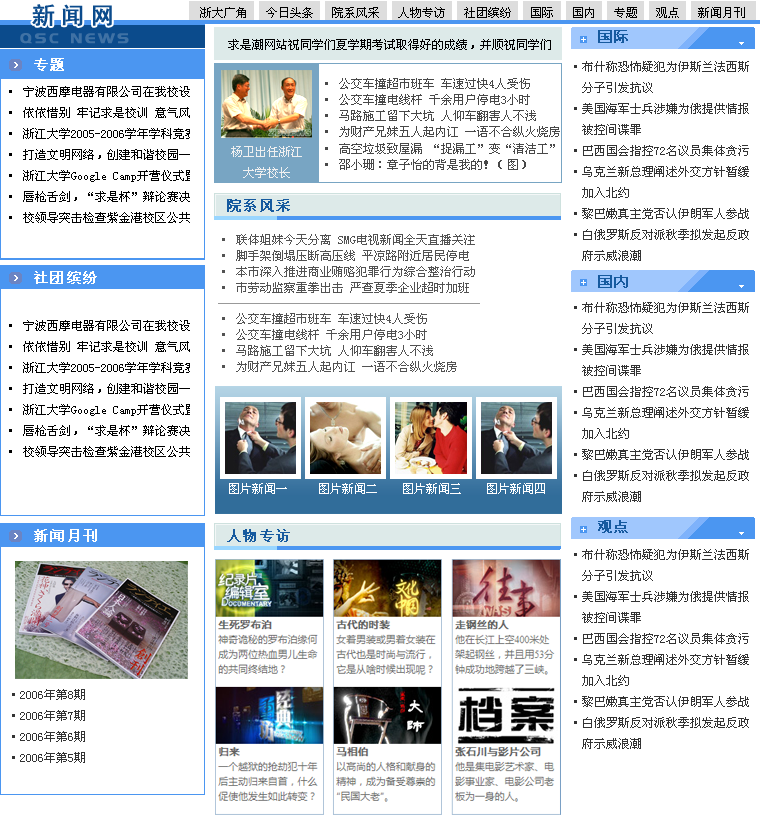 新闻网
QSC NEWS
浙大广角 今日头条 院系风采 人物专访 社团缤纷 国际 国内 专题 观点 新闻月刊
专题
宁波西摩电器有限公司在我校设
依依惜别 牢记求是校训 意气风
浙江大学2005-2006学年学科竞赛
打造文明网络，创建和谐校园一
浙江大学Google Camp开营仪式
唇枪舌剑，“求是杯”辩论赛决
校领导突击检查紫金港校区公共
社团缤纷
宁波西摩电器有限公司在我校设
依依惜别 牢记求是校训 意气风
浙江大学2005-2006学年学科竞赛
打造文明网络，创建和谐校园一
浙江大学Google Camp开营仪式
唇枪舌剑，“求是杯”辩论赛决
校领导突击检查紫金港校区公共
新闻月刊
2006年第8期
2006年第7期
2006年第6期
2006年第5期
求是潮网站祝同学们夏学期考试取得好的成绩，并顺祝同学们
杨卫出任浙江
大学校长
公交车撞超市班车 车速过快4人受伤
公交车撞电线杆 千余用户停电3小时
马路施工留下大坑 人仰车翻害人不浅
为财产兄妹五人起内讧 一语不合纵火烧房
高空垃圾致屋漏 “捉漏工”变“清洁工”
邵小珊：章子怡的背是我的！（图）
院系风采
联体姐妹今天分离 SMG电视新闻全天直播关注
脚手架倒塌压断高压线 平凉路附近居民停电
本市深入推进商业贿赂犯罪行为综合整治行动
市劳动监察重拳出击 严查夏季企业超时加班
公交车撞超市班车 车速过快4人受伤
公交车撞电线杆 千余用户停电3小时
马路施工留下大坑 人仰车翻害人不浅
为财产兄妹五人起内讧 一语不合纵火烧房
图片新闻一 图片新闻二 图片新闻三 图片新闻四
人物专访
纪录片
编辑室
DOCUMENTARY
文化中国
往事
生死罗布泊
神奇诡秘的罗布泊缘何
成为两位热血男儿生命
的共同终结地？
古代的时装
女着男装或男着女装在
古代也是时尚与流行，
它是从啥时候出现呢？
走钢丝的人
他在长江上空400米处
架起钢丝，并且用53分
钟成功地跨越了三峡。
经典
大师
档案
归来
一个越狱的抢劫犯十年
后主动归来自首，什么
促使他发生如此转变？
马相伯
以高尚的人格和献身的
精神，成为备受尊崇的
“民国大老”。
张石川与影片公司
他是集电影艺术家、电
影事业家、电影公司老
板为一身的人。
国际
布什称恐怖疑犯为伊斯兰法西斯
分子引发抗议
美国海军士兵涉嫌为俄提供情报
被控间谍罪
巴西国会指控72名议员集体贪污
乌克兰新总理阐述外交方针暂缓
加入北约
黎巴嫩真主党否认伊朗军人参战
白俄罗斯反对派秋季拟发起反政
府示威浪潮
国内
布什称恐怖疑犯为伊斯兰法西斯
分子引发抗议
美国海军士兵涉嫌为俄提供情报
被控间谍罪
巴西国会指控72名议员集体贪污
乌克兰新总理阐述外交方针暂缓
加入北约
黎巴嫩真主党否认伊朗军人参战
白俄罗斯反对派秋季拟发起反政
府示威浪潮
观点
布什称恐怖疑犯为伊斯兰法西斯
分子引发抗议
美国海军士兵涉嫌为俄提供情报
被控间谍罪
巴西国会指控72名议员集体贪污
乌克兰新总理阐述外交方针暂缓
加入北约
黎巴嫩真主党否认伊朗军人参战
白俄罗斯反对派秋季拟发起反政
府示威浪潮